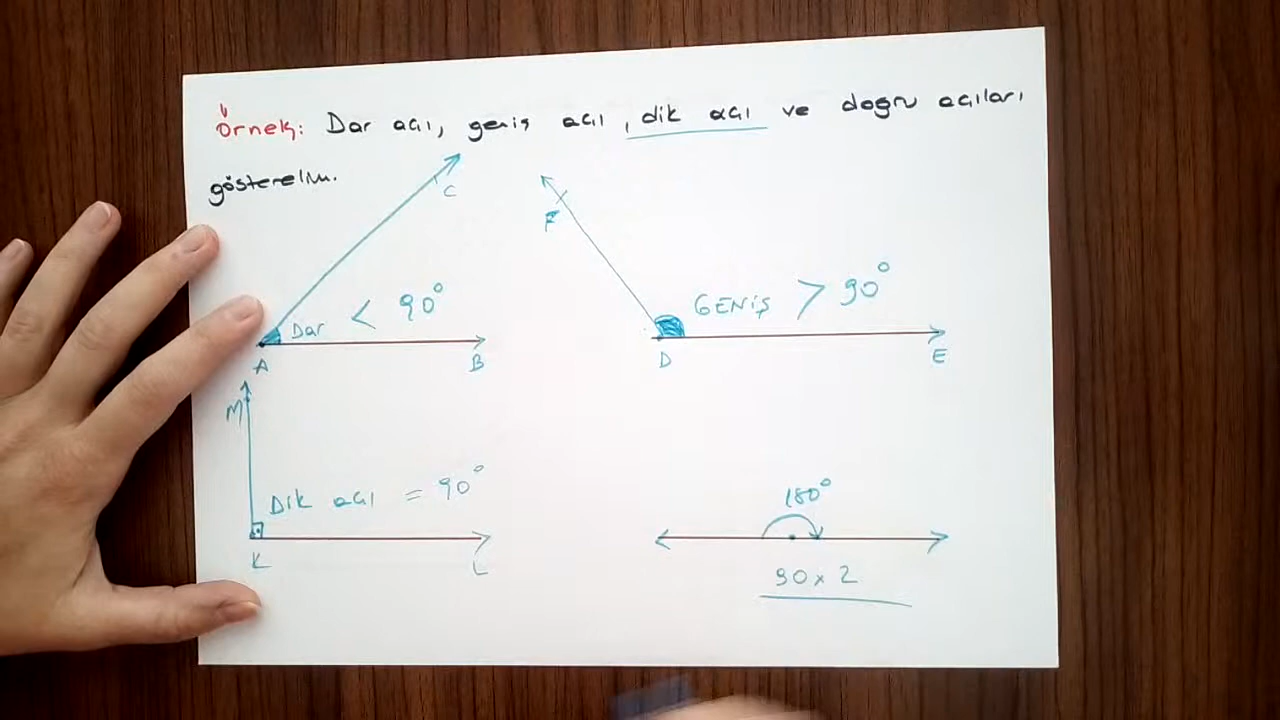 Örnek: Dar açı, geniş açı, dik açı ve doğru açıları
gösterelim.
C
F
Dar < 90°
GENİŞ > 90°
A
B
D
E
M
Dik açı = 90°
180°
K
L
90 x 2